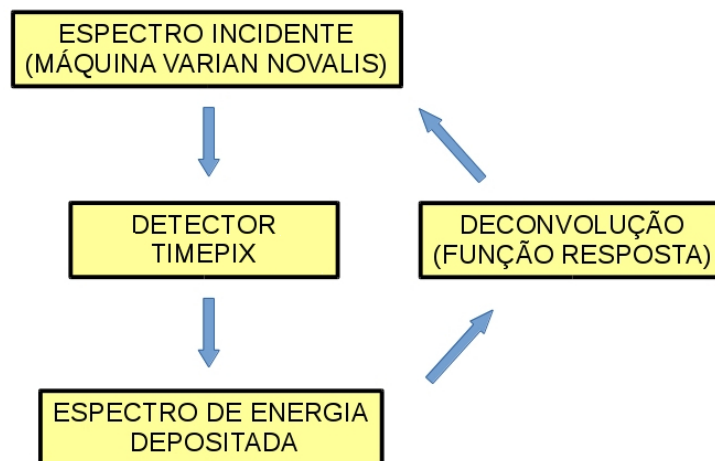 ESPECTRO INCIDENTE
(MÁQUINA VARIAN NOVALIS)
DETECTOR
TIMEPIX
DECONVOLUÇÃO
(FUNÇÃO RESPOSTA)
ESPECTRO DE ENERGIA
DEPOSITADA